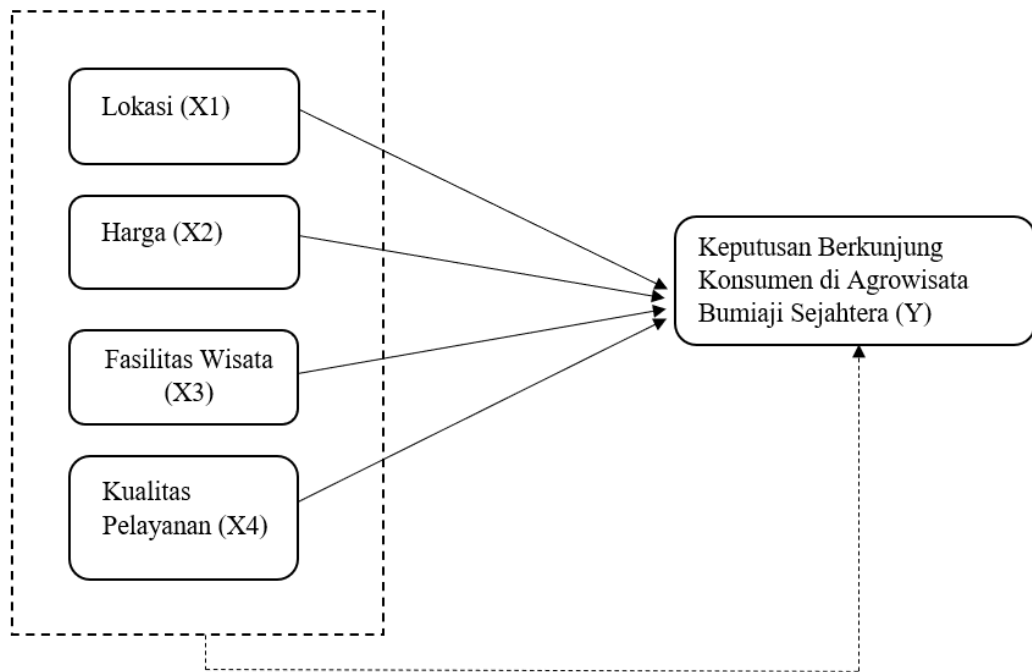 Lokasi (X1)
Harga (X2)
Fasilitas Wisata
(X3)
Kualitas
Pelayanan (X4)
Keputusan Berkunjung
Konsumen di Agrowisata
Bumiaji Sejahtera (Y)